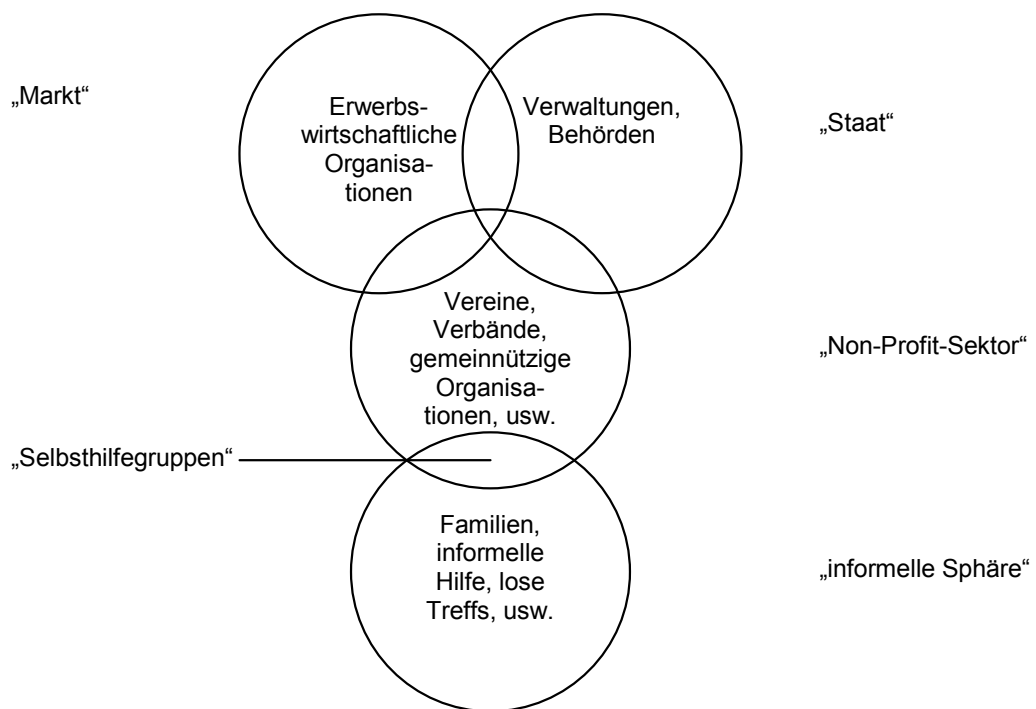 „Markt“
Erwerbs-
wirtschaftliche
Organisa-
tionen
Verwaltungen,
Behörden
„Staat“
Vereine,
Verbände,
gemeinnützige
Organisa-
tionen, usw.
„Non-Profit-Sektor“
„Selbsthilfegruppen“
Familien,
informelle
Hilfe, lose
Treffs, usw.
„informelle Sphäre“